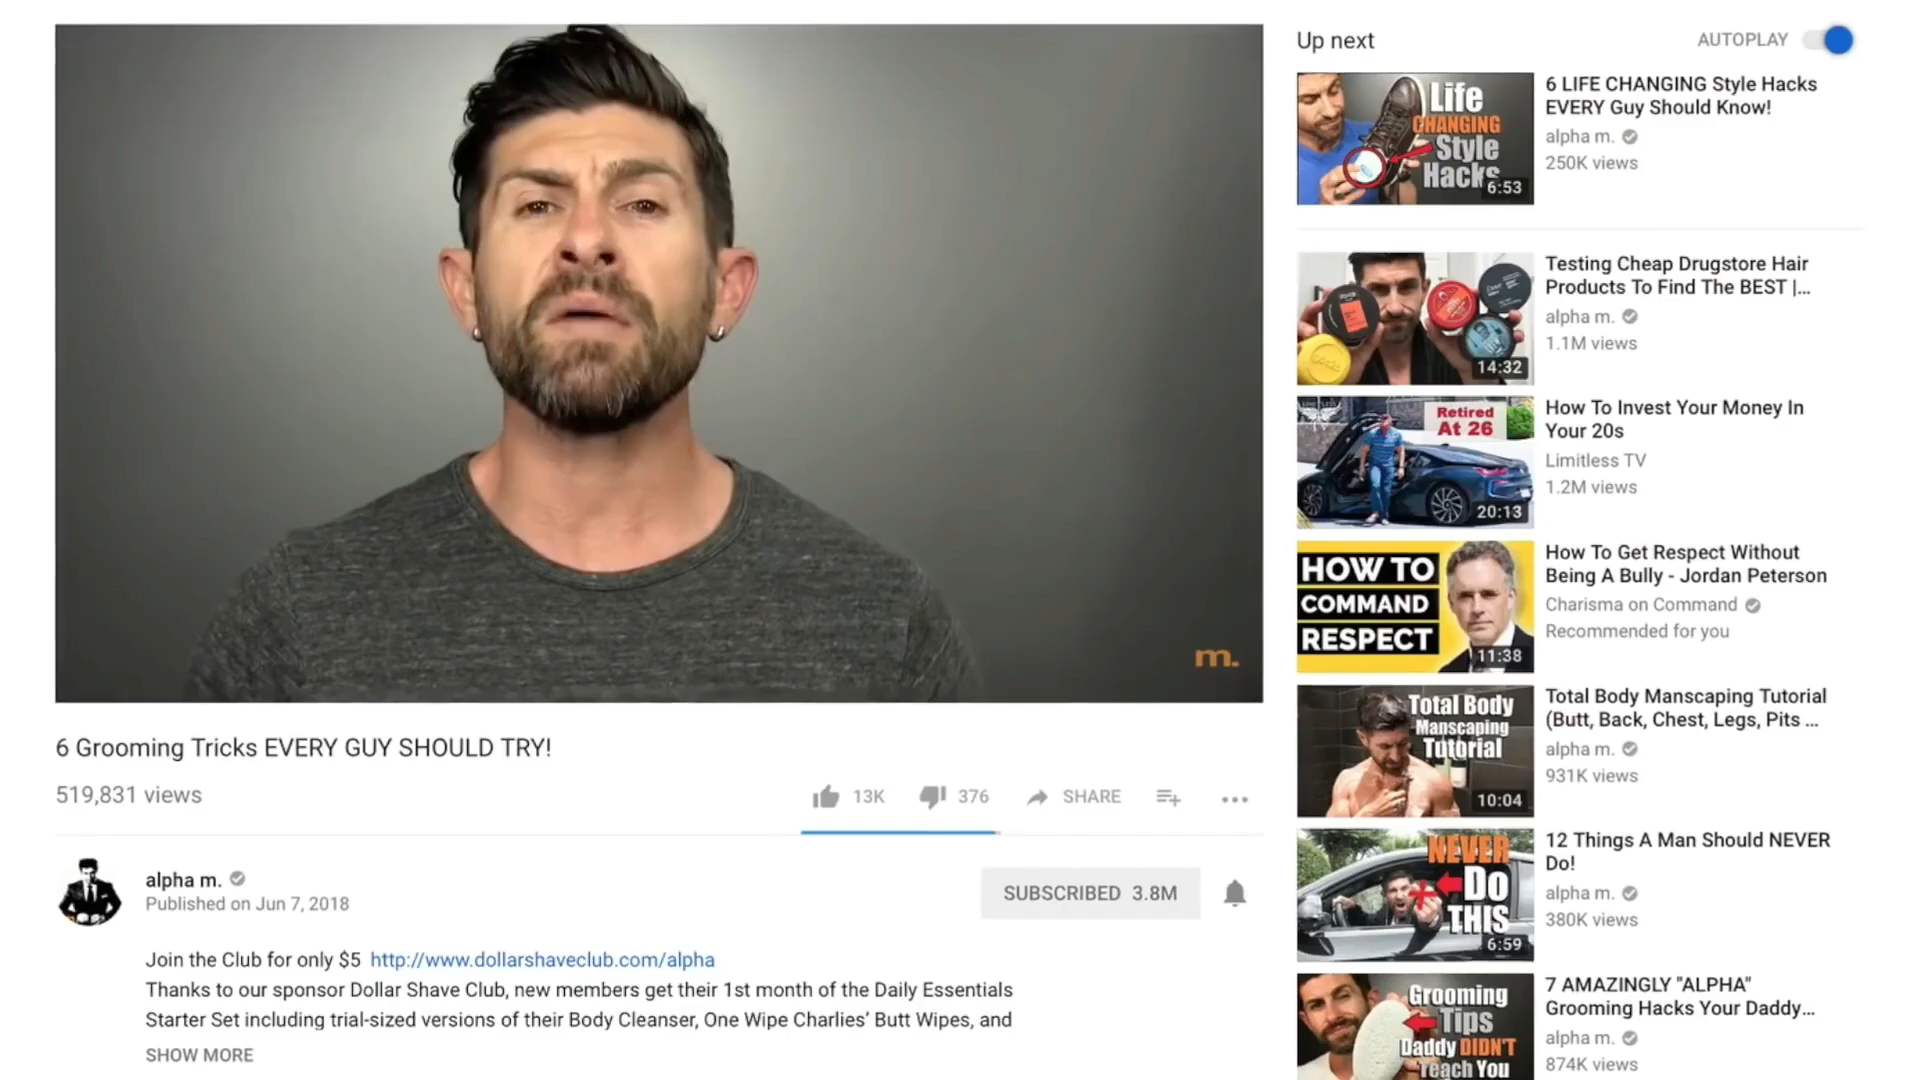 m.
6 Grooming Tricks EVERY GUY SHOULD TRY!
519,831 views
13K
376
SHARE
alpha m.
Published on Jun 7, 2018
SUBSCRIBED 3.8M
Join the Club for only $5 http://www.dollarshaveclub.com/alpha
Thanks to our sponsor Dollar Shave Club, new members get their 1st month of the Daily Essentials
Starter Set including trial-sized versions of their Body Cleanser, One Wipe Charlies’ Butt Wipes, and
SHOW MORE
Up next
AUTOPLAY
Life
CHANGING
Style
Hacks
6:53
6 LIFE CHANGING Style Hacks
EVERY Guy Should Know!
alpha m.
250K views
14:32
Testing Cheap Drugstore Hair
Products To Find The BEST |...
alpha m.
1.1M views
Retired
At 26
20:13
How To Invest Your Money In
Your 20s
Limitless TV
1.2M views
HOW TO
COMMAND
RESPECT
11:38
How To Get Respect Without
Being A Bully - Jordan Peterson
Charisma on Command
Recommended for you
Total Body
Manscaping
Tutorial
10:04
Total Body Manscaping Tutorial
(Butt, Back, Chest, Legs, Pits ...
alpha m.
931K views
NEVER
DO
THIS
6:59
12 Things A Man Should NEVER
Do!
alpha m.
380K views
Grooming
Tips
Daddy DIDN'T
Teach You
7 AMAZINGLY "ALPHA"
Grooming Hacks Your Daddy...
alpha m.
874K views